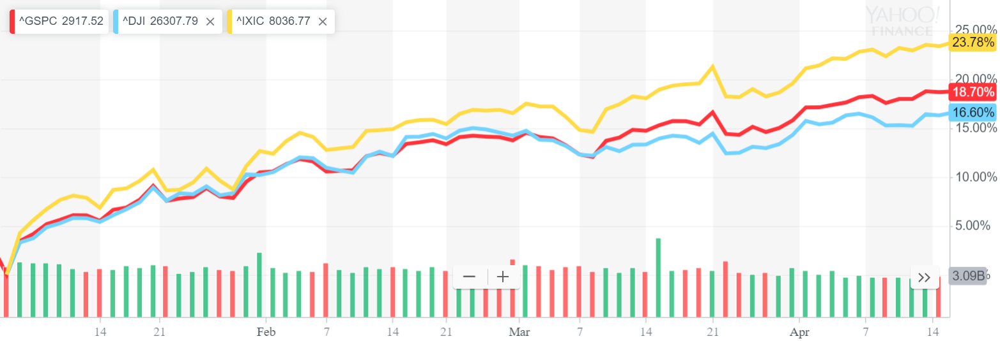 ^GSPC 2917.52 ^DJI 26307.79 × ^IXIC 8036.77 ×
YAHOO!
FINANCE
25.00%
23.78%
20.00%
18.70%
16.60%
15.00%
10.00%
5.00%
3.09B
14 21 Feb 7 14 21 Mar 7 14 21 Apr 7 14